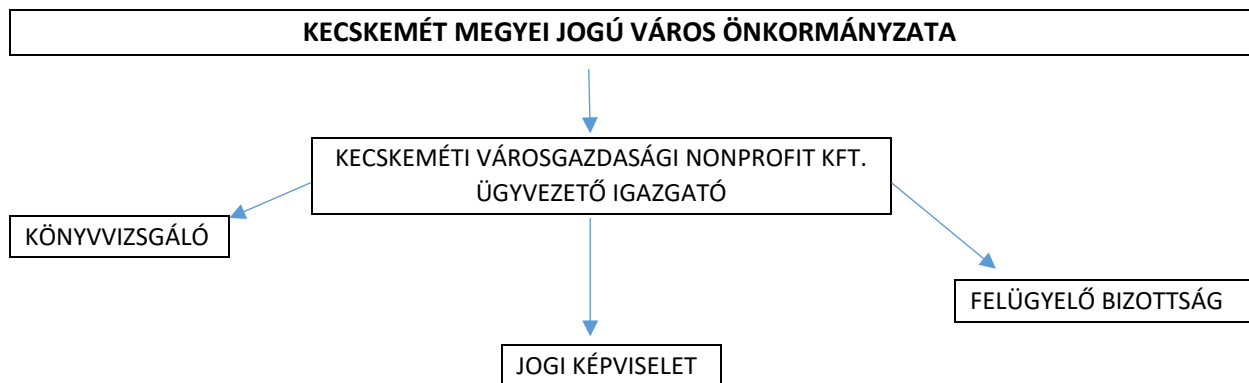 KECSKEMÉT MEGYEI JOGÚ VÁROS ÖNKORMÁNYZATA
KECSKEMÉTI VÁROSGAZDASÁGI NONPROFIT KFT.
ÜGYVEZETŐ IGAZGATÓ
KÖNYVVIZSGÁLÓ
FELÜGYELŐ BIZOTTSÁG
JOGI KÉPVISELET